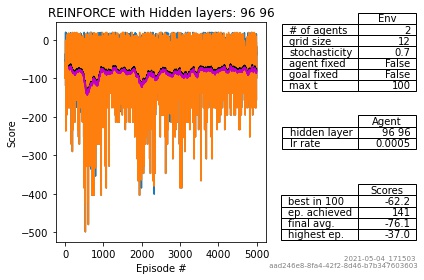 REINFORCE with Hidden layers: 96 96
Score
0
−100
−200
−300
−400
−500
0 1000 2000 3000 4000 5000
Episode #
Env
# of agents 2
grid size 12
stochasticity 0.7
agent fixed False
goal fixed False
max t 100
Agent
hidden layer 96 96
lr rate 0.0005
Scores
best in 100 -62.2
ep. achieved 141
final avg. -76.1
highest ep. -37.0
2021-05-04_171503
aad246e8-8fa4-42f2-8d46-b7b347603603